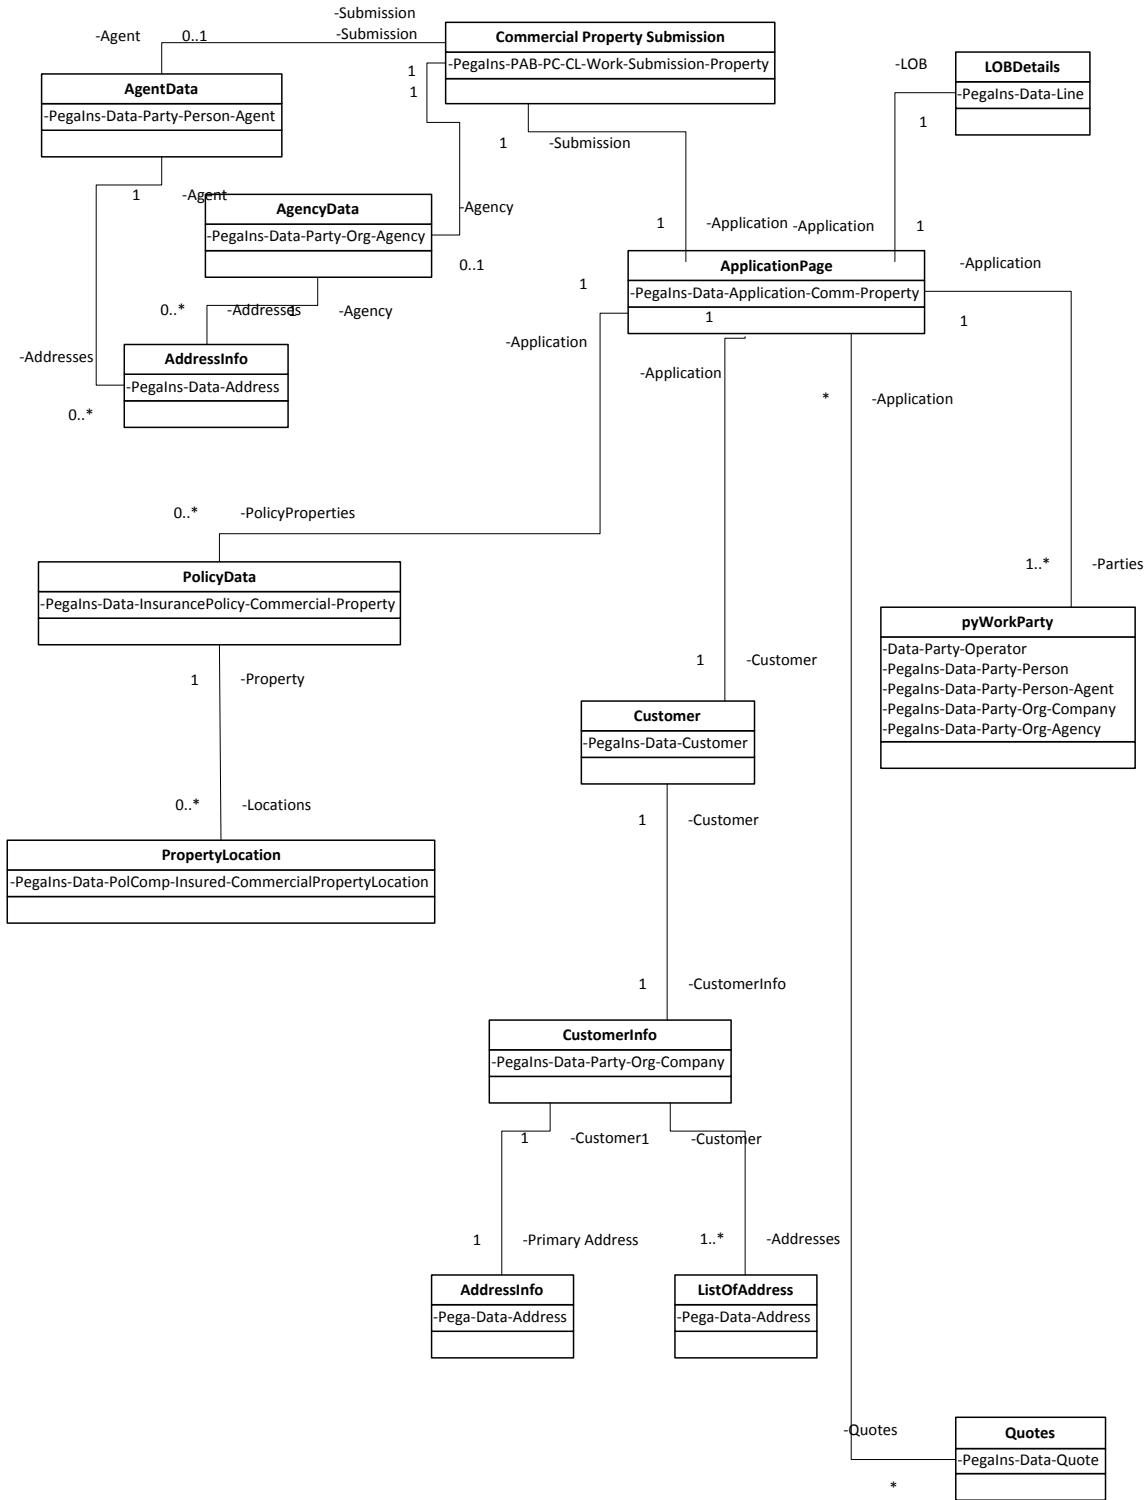 -Submission
-Agent 0..1 -Submission
Commercial Property Submission
-PegaIns-PAB-PC-CL-Work-Submission-Property
1
1
-LOB
LOBDetails
-PegaIns-Data-Line
1
AgentData
-PegaIns-Data-Party-Person-Agent
1 -Submission
1 -Agent
AgencyData
-PegaIns-Data-Party-Org-Agency
-Agency
0..1
1 -Application -Application 1
ApplicationPage
-PegaIns-Data-Application-Comm-Property
-Application
1
1
1
0..* -Addresses 1 -Agency
-Application
-Addresses
AddressInfo
-PegaIns-Data-Address
0..*
-Application
* -Application
0..* -PolicyProperties
PolicyData
-PegaIns-Data-InsurancePolicy-Commercial-Property
1..* -Parties
pyWorkParty
-Data-Party-Operator
-PegaIns-Data-Party-Person
-PegaIns-Data-Party-Person-Agent
-PegaIns-Data-Party-Org-Company
-PegaIns-Data-Party-Org-Agency
1 -Property
1 -Customer
Customer
-PegaIns-Data-Customer
0..* -Locations
1 -Customer
PropertyLocation
-PegaIns-Data-PolComp-Insured-CommercialPropertyLocation
1 -CustomerInfo
CustomerInfo
-PegaIns-Data-Party-Org-Company
1 -Customer 1 -Customer
1 -Primary Address 1..* -Addresses
AddressInfo
-Pega-Data-Address
ListOfAddress
-Pega-Data-Address
-Quotes
Quotes
-PegaIns-Data-Quote
*